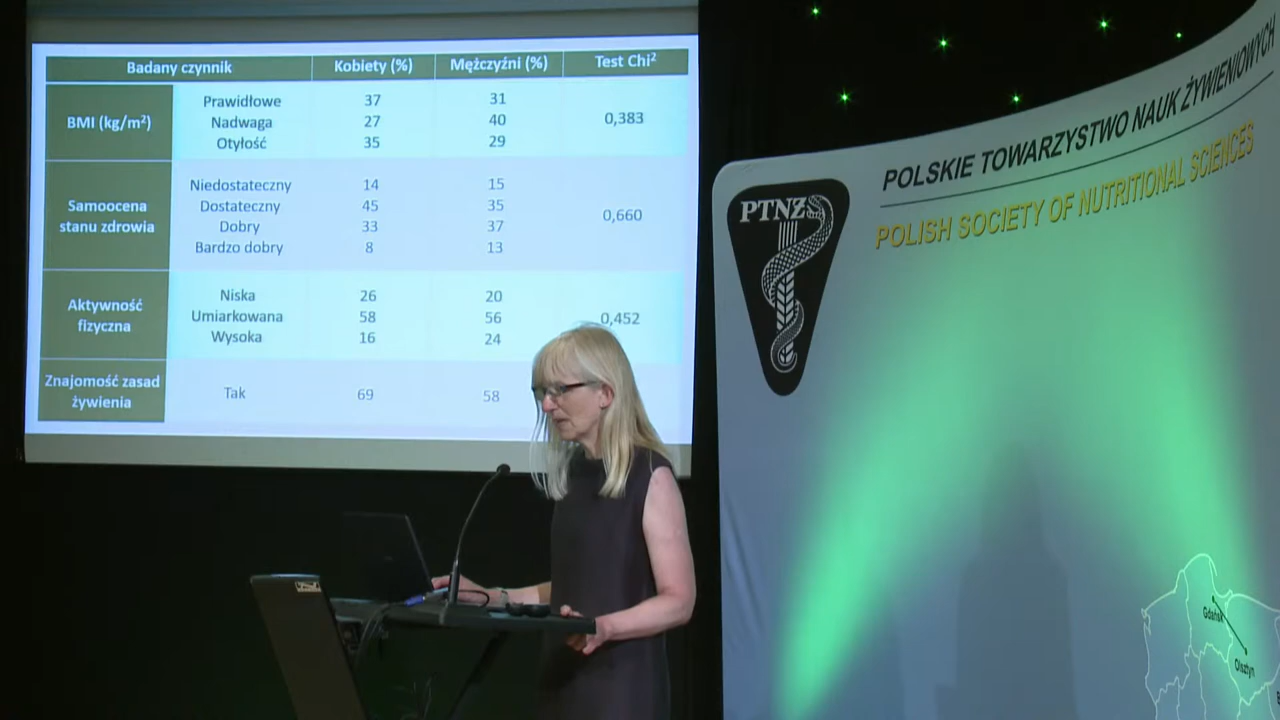 Badany czynnik Kobiety (%) Mężczyźni (%) Test Chi²
BMI (kg/m²)
Prawidłowe 37 31
Nadwaga 27 40 0,383
Otyłość 35 29
Samoocena
stanu zdrowia
Niedostateczny 14 15
Dostateczny 45 35
Dobry 33 37
Bardzo dobry 8 13
0,660
Aktywność
fizyczna
Niska 26 20
Umiarkowana 58 56
Wysoka 16 24
0,452
Znajomość zasad
żywienia
Tak 69 58
POLSKIE TOWARZYSTWO NAUK ŻYWIENIOWYCH
POLISH SOCIETY OF NUTRITIONAL SCIENCES
PTNŻ
Gdańsk
Olsztyn